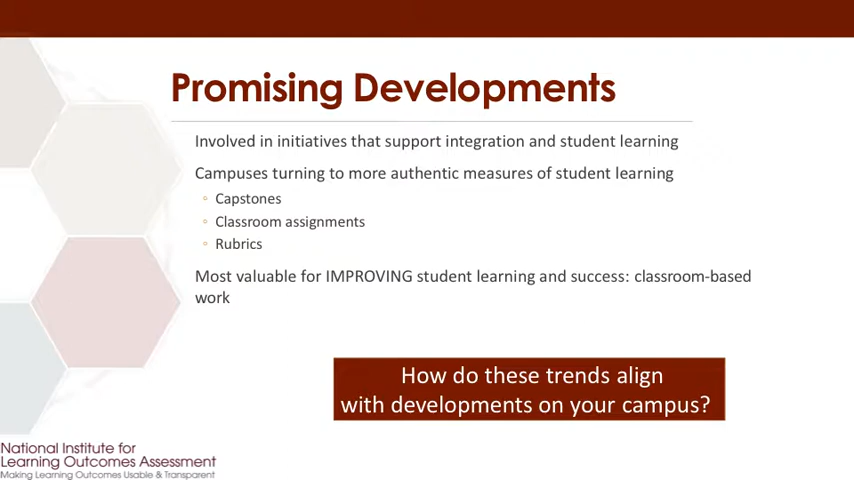 Promising Developments
Involved in initiatives that support integration and student learning
Campuses turning to more authentic measures of student learning
◦ Capstones
◦ Classroom assignments
◦ Rubrics
Most valuable for IMPROVING student learning and success: classroom-based
work
How do these trends align
with developments on your campus?
National Institute for
Learning Outcomes Assessment
Making Learning Outcomes Usable & Transparent